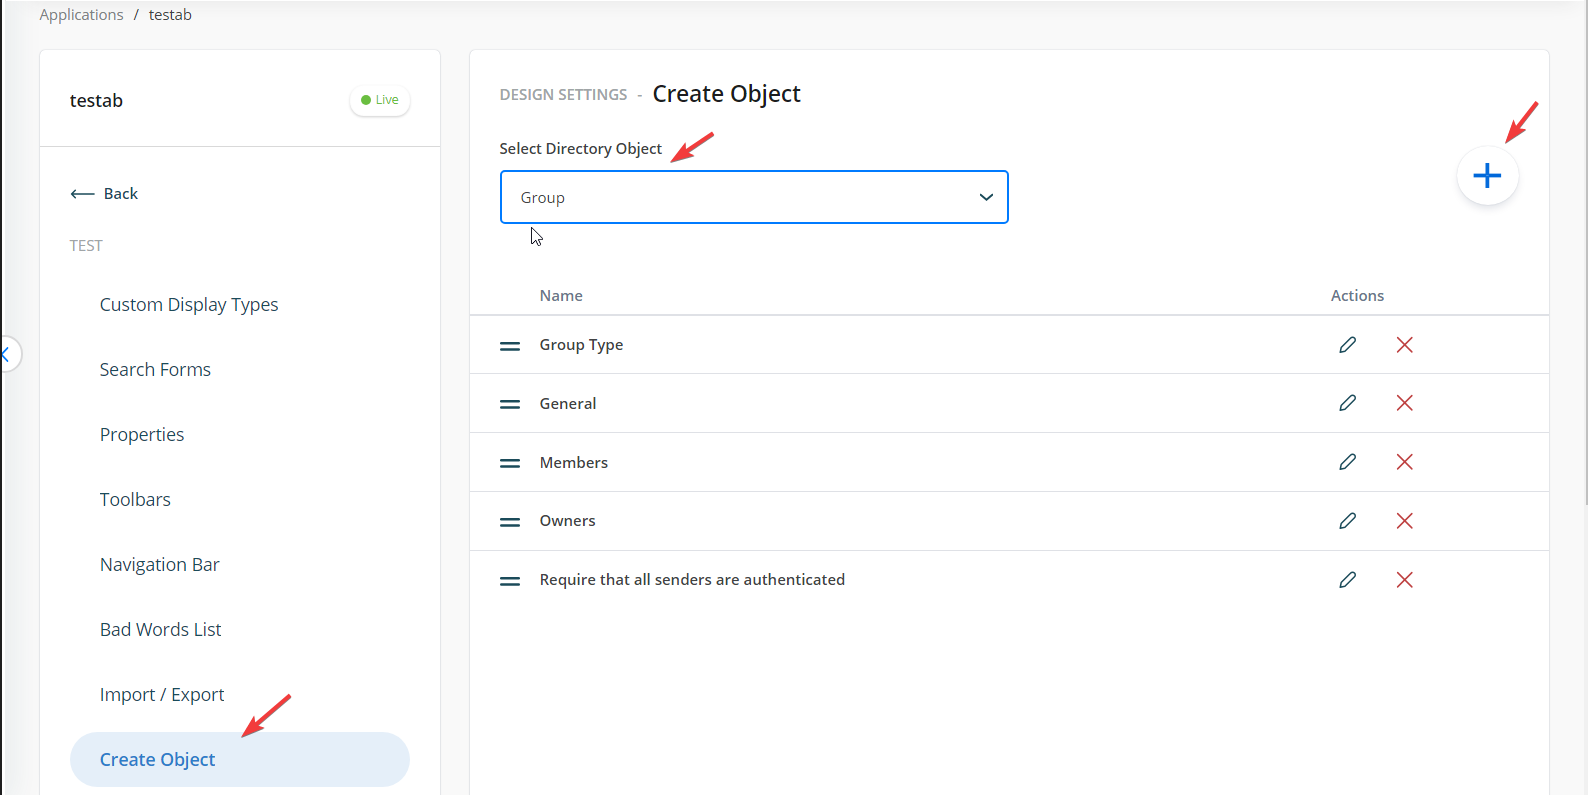 Applications / testab
testab
Live
Back
TEST
Custom Display Types
Search Forms
Properties
Toolbars
Navigation Bar
Bad Words List
Import / Export
Create Object
DESIGN SETTINGS - Create Object
Select Directory Object
Group
Name Actions
Group Type
General
Members
Owners
Require that all senders are authenticated